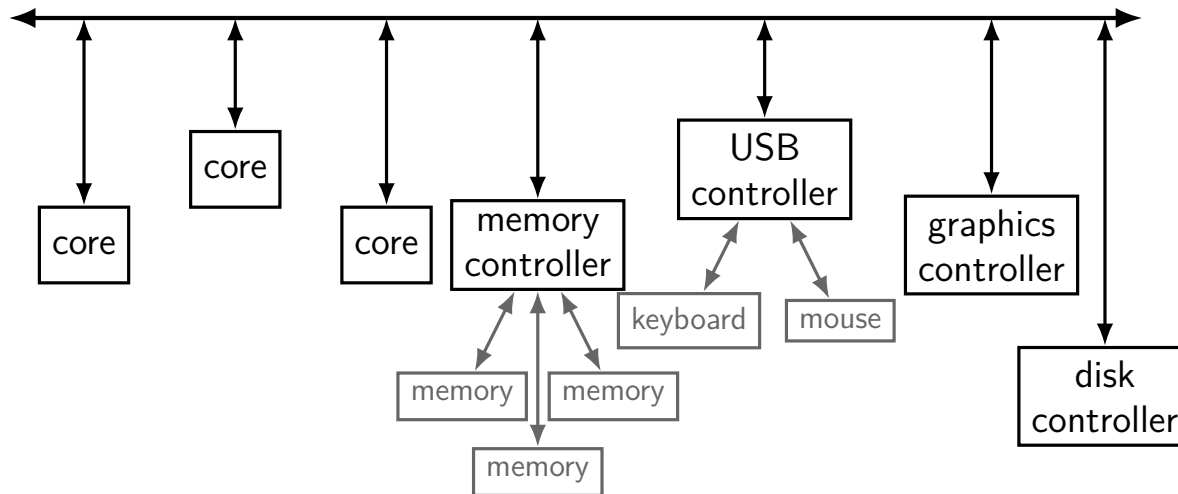 core
core
core
memory
controller
USB
controller
graphics
controller
disk
controller
keyboard
mouse
memory
memory
memory